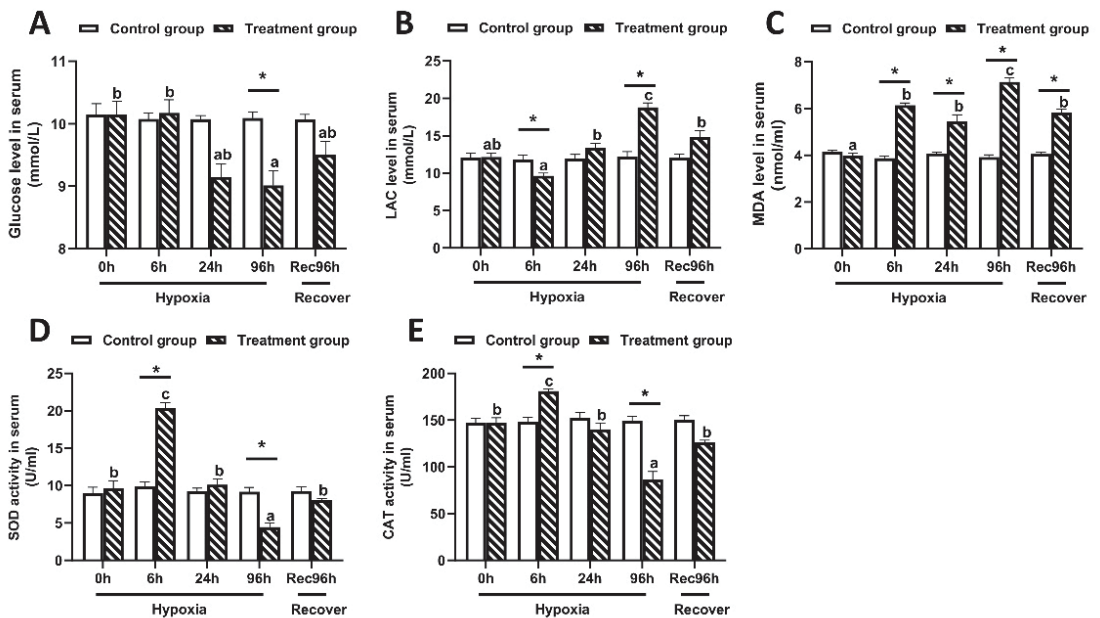 A
Control group Treatment group
Glucose level in serum
(mmol/L)
11
10
9
8
b
b
ab
*
a
ab
0h 6h 24h 96h Rec96h
Hypoxia Recover
B
Control group Treatment group
LAC level in serum
(mmol/L)
25
20
15
10
5
0
ab
*
a
b
*
c
b
0h 6h 24h 96h Rec96h
Hypoxia Recover
C
Control group Treatment group
MDA level in serum
(nmol/ml)
8
6
4
2
0
a
*
b
*
b
*
c
*
b
0h 6h 24h 96h Rec96h
Hypoxia Recover
D
Control group Treatment group
SOD activity in serum
(U/ml)
25
20
15
10
5
0
b
*
c
b
*
a
b
0h 6h 24h 96h Rec96h
Hypoxia Recover
E
Control group Treatment group
CAT activity in serum
(U/ml)
200
150
100
50
0
b
*
c
b
*
a
b
0h 6h 24h 96h Rec96h
Hypoxia Recover